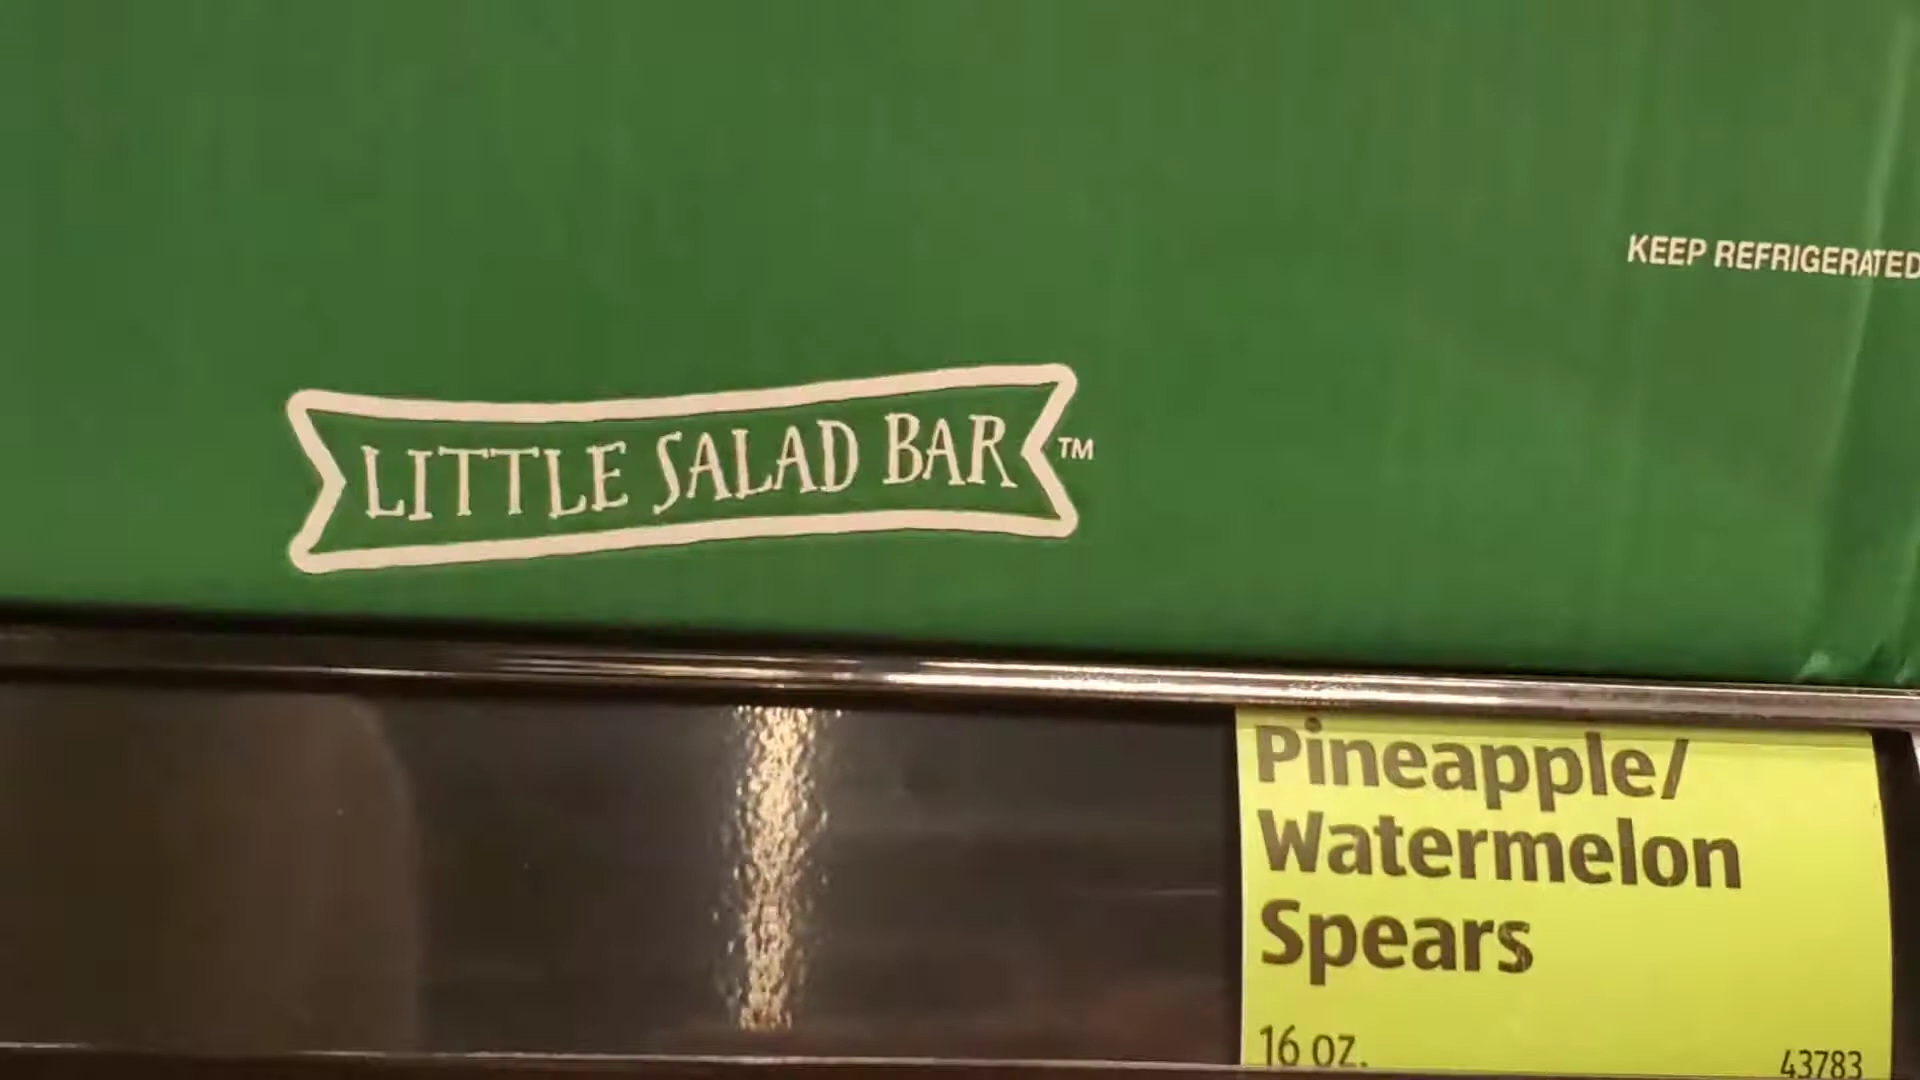 KEEP REFRIGERATED
LITTLE SALAD BAR™
Pineapple/
Watermelon
Spears
16 oz.
43783